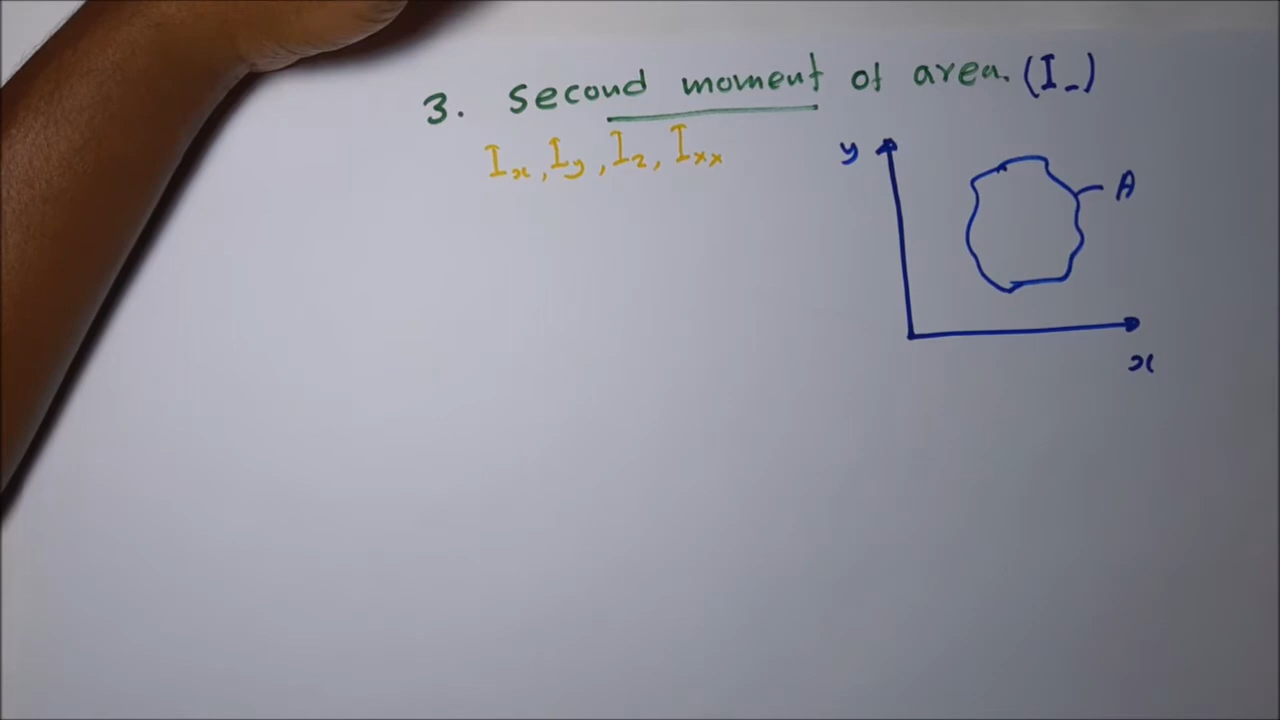 3. Second moment of area. (I_)
Ix, Iy, Iz, Ixx
y
A
x